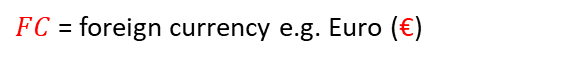 FC = foreign currency e.g. Euro (€)